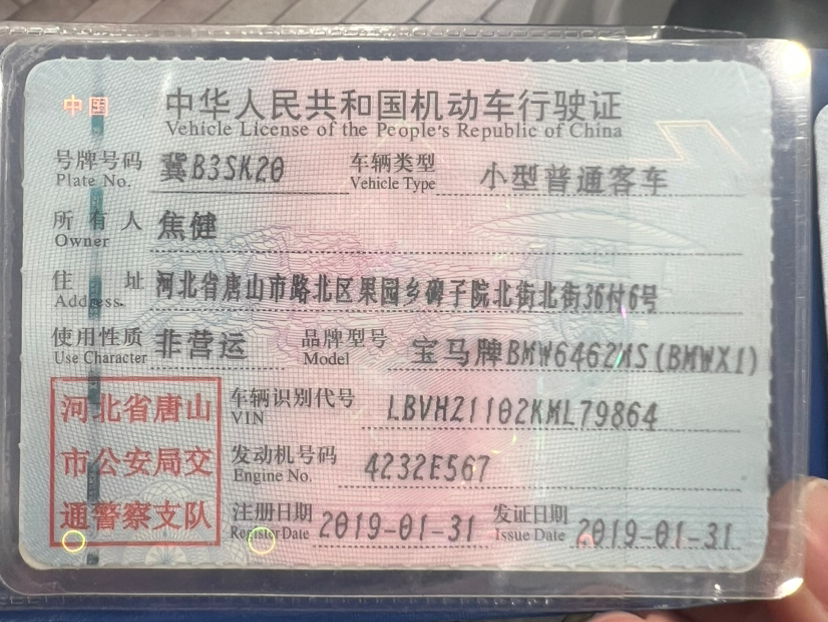 中国
中华人民共和国机动车行驶证
Vehicle License of the People's Republic of China
号牌号码 冀B3SK20 车辆类型 小型普通客车
Plate No. Vehicle Type
所有人 焦健
Owner
住址 河北省唐山市路北区果园乡碑子院北街北街36付6号
Address
使用性质 非营运 品牌型号 宝马牌BMW6462MS(BMWX1)
Use Character Model
河北省唐山
市公安局交
通警察支队
车辆识别代号 LBVHZ1102KML79864
VIN
发动机号码 4232E567
Engine No.
注册日期 2019-01-31 发证日期 2019-01-31
Register Date Issue Date